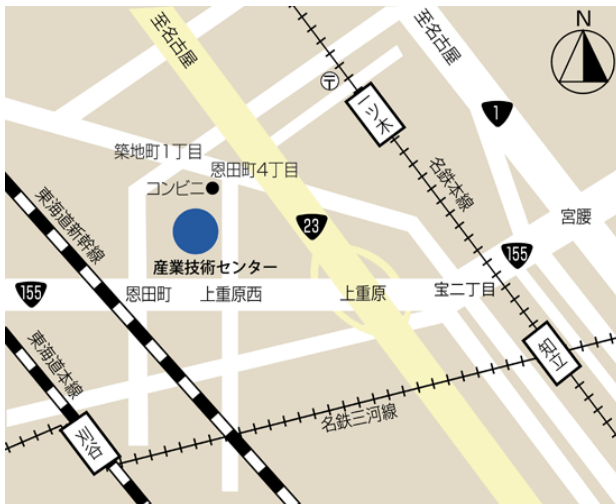 至名古屋
至名古屋
N
〒
一ツ木
1
築地町1丁目
恩田町4丁目
コンビニ
名鉄本線
東海道新幹線
23
宮腰
産業技術センター
155
155
恩田町
上重原西
上重原
宝二丁目
東海道本線
知立
名鉄三河線
刈谷